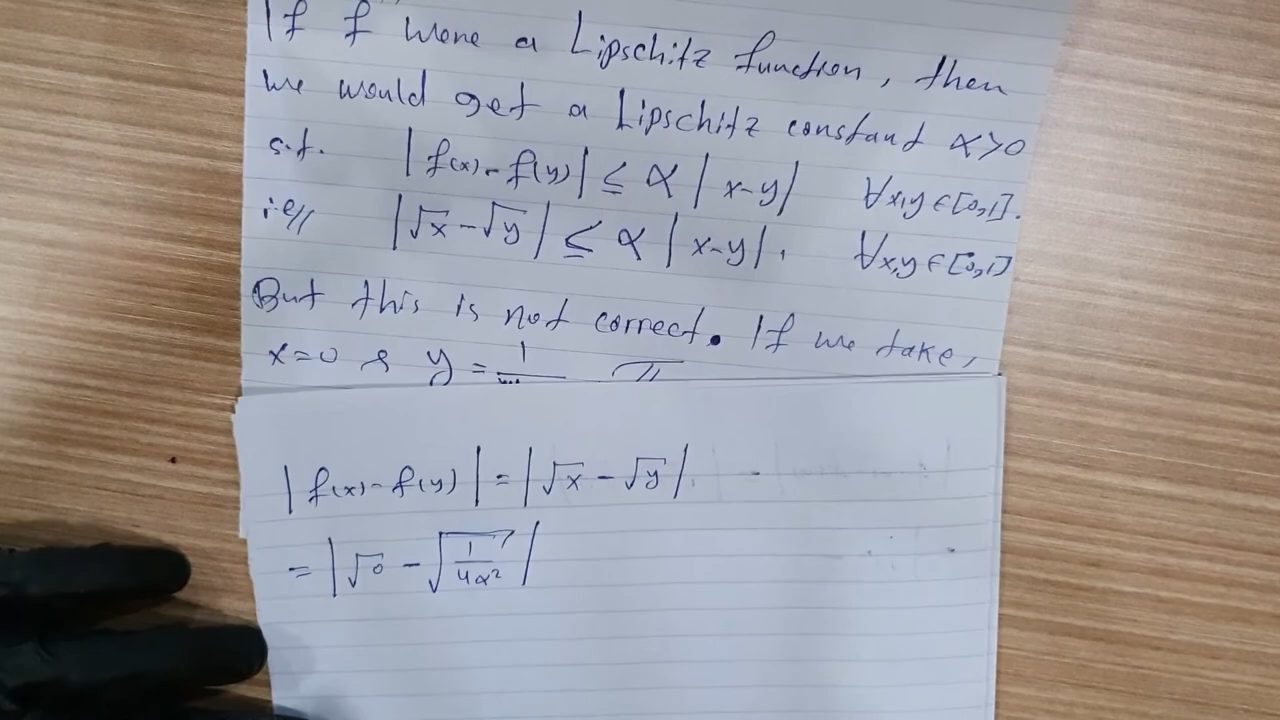 If f were a Lipschitz function, then
we would get a Lipschitz constant α>0
s.t. |f(x)-f(y)| ≤ α |x-y| ∀x,y ∈ [0,1].
i.e// |√x-√y| ≤ α |x-y|. ∀x,y ∈ [0,1]
But this is not correct. If we take,
x=0 & y = 1
|f(x)-f(y)| = |√x - √y|.
= |√0 - √(1/4α²)|